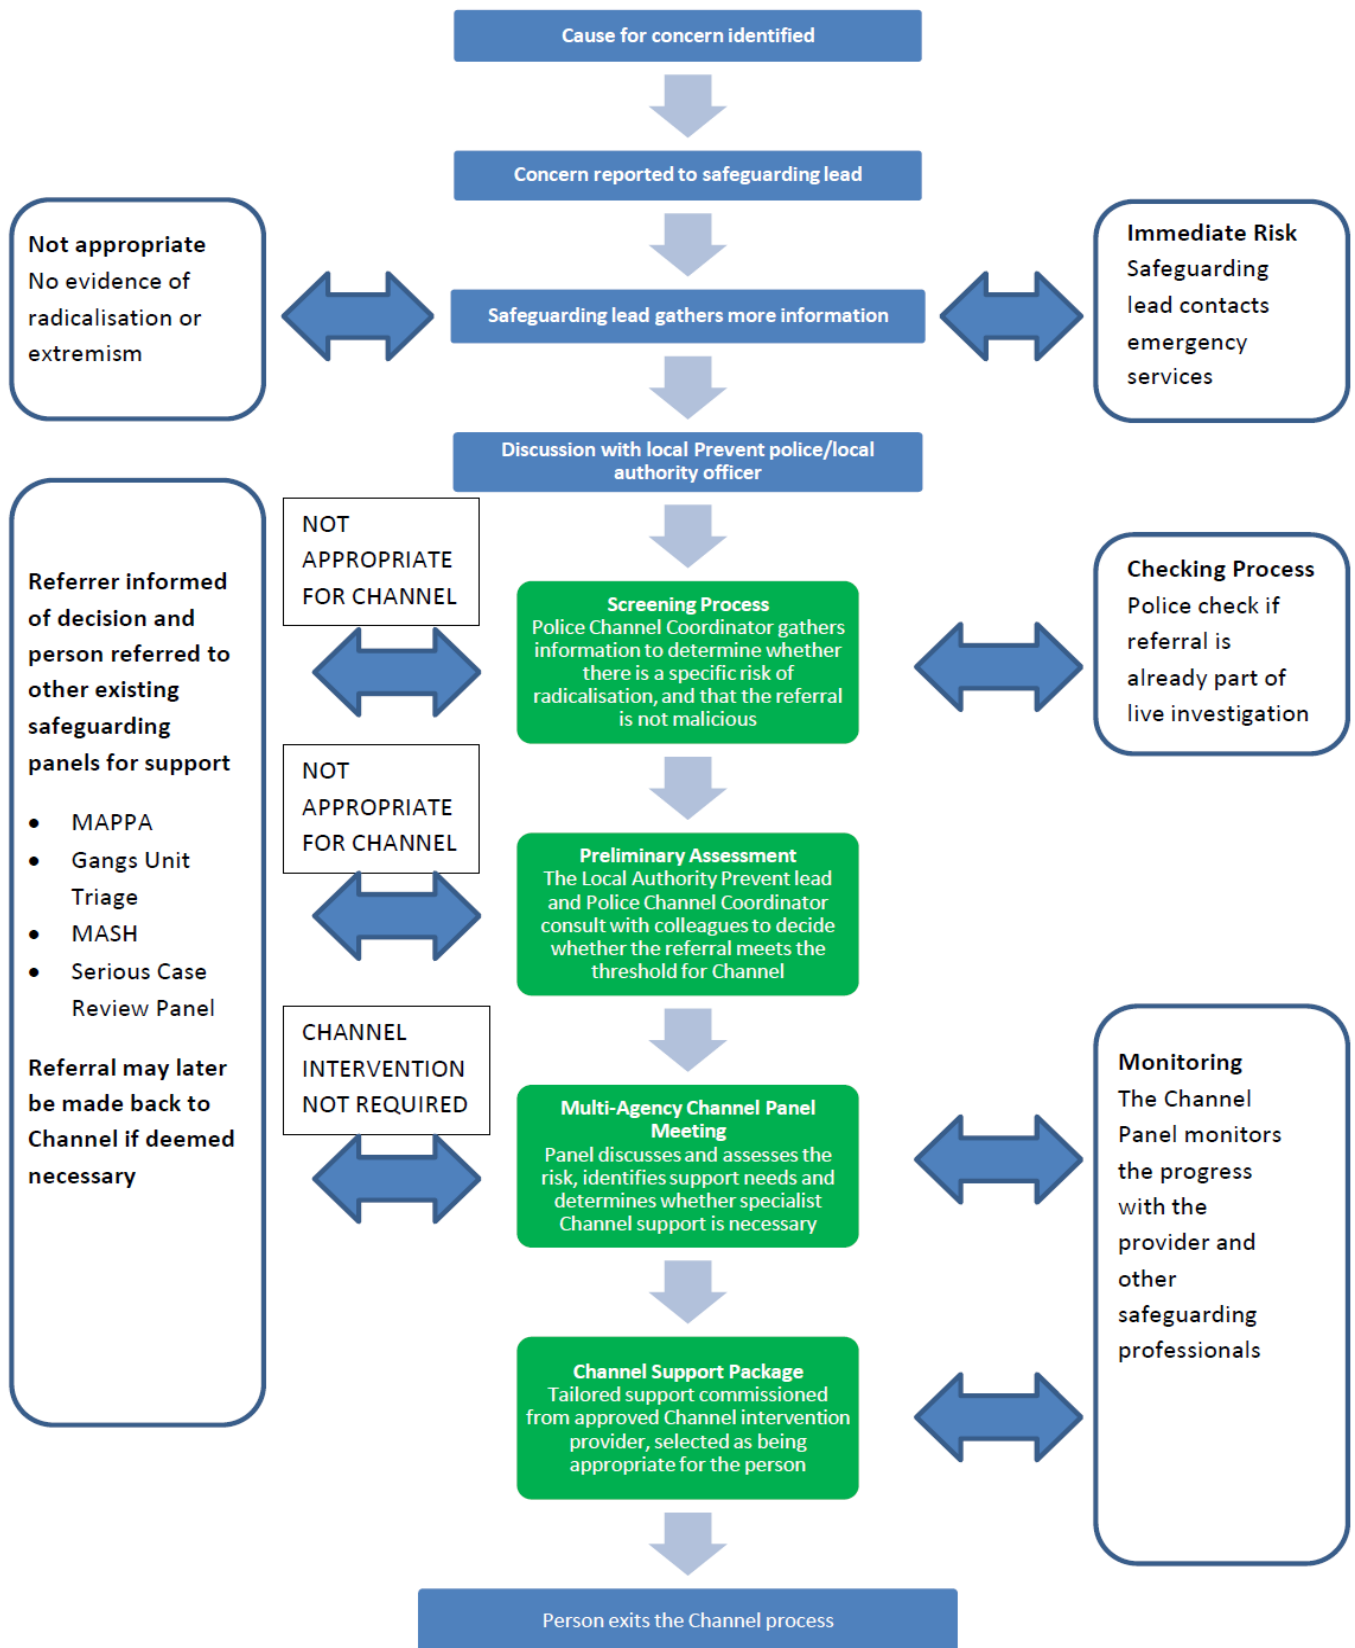 Cause for concern identified
Concern reported to safeguarding lead
Not appropriate
No evidence of
radicalisation or
extremism
Safeguarding lead gathers more information
Immediate Risk
Safeguarding
lead contacts
emergency
services
Discussion with local Prevent police/local
authority officer
Referrer informed
of decision and
person referred to
other existing
safeguarding
panels for support
• MAPPA
• Gangs Unit
Triage
• MASH
• Serious Case
Review Panel
Referral may later
be made back to
Channel if deemed
necessary
NOT
APPROPRIATE
FOR CHANNEL
Screening Process
Police Channel Coordinator gathers
information to determine whether
there is a specific risk of
radicalisation, and that the referral
is not malicious
Checking Process
Police check if
referral is
already part of
live investigation
NOT
APPROPRIATE
FOR CHANNEL
Preliminary Assessment
The Local Authority Prevent lead
and Police Channel Coordinator
consult with colleagues to decide
whether the referral meets the
threshold for Channel
CHANNEL
INTERVENTION
NOT REQUIRED
Multi-Agency Channel Panel
Meeting
Panel discusses and assesses the
risk, identifies support needs and
determines whether specialist
Channel support is necessary
Monitoring
The Channel
Panel monitors
the progress
with the
provider and
other
safeguarding
professionals
Channel Support Package
Tailored support commissioned
from approved Channel intervention
provider, selected as being
appropriate for the person
Person exits the Channel process